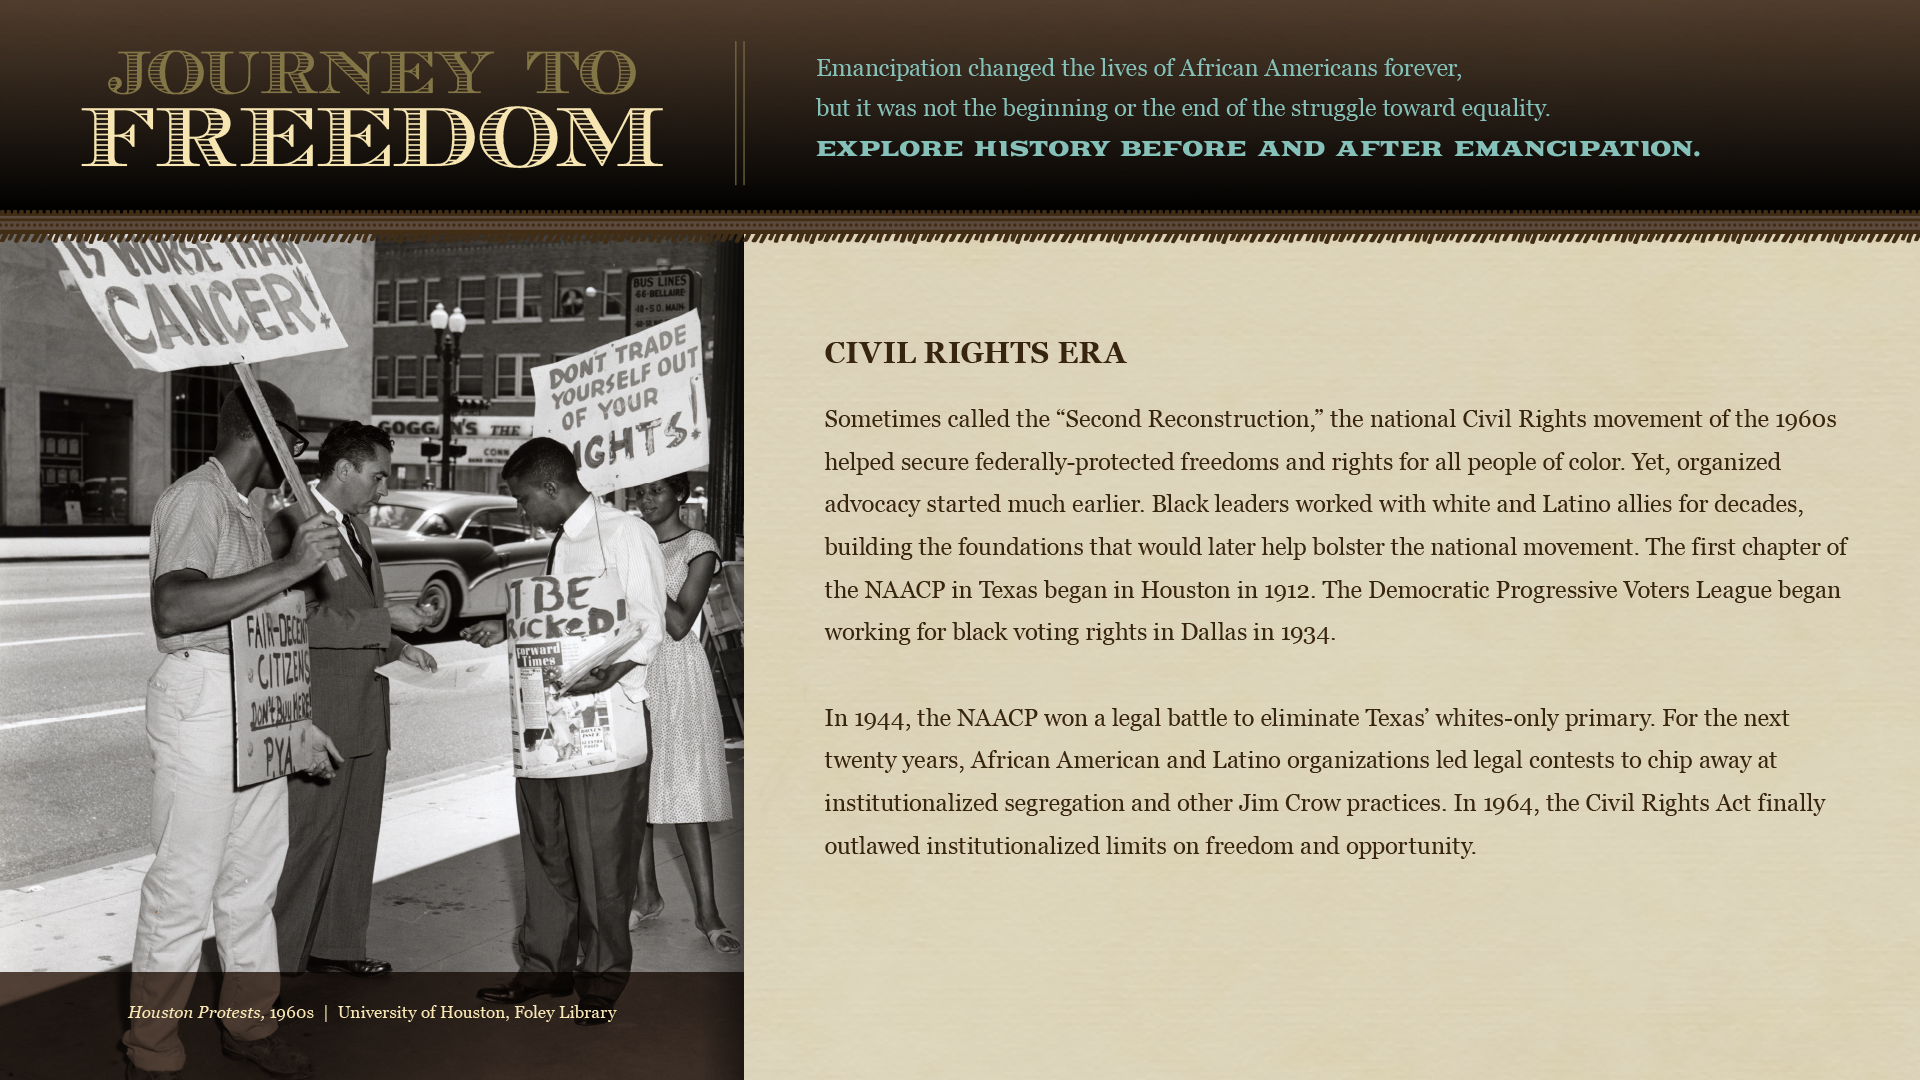 JOURNEY TO
FREEDOM
Emancipation changed the lives of African Americans forever,
but it was not the beginning or the end of the struggle toward equality.
EXPLORE HISTORY BEFORE AND AFTER EMANCIPATION.
IS WORSE THAN
CANCER!
BUS LINES
-66-BELLAIRE
DON'T TRADE
YOURSELF OUT
OF YOUR
IGHTS!
GOGGAN'S THE
CONN
T BE
RICKED!
Forward
Times
FAIR-DECENT
CITIZENS
DON'T BUY HERE!
P.Y.A.
Houston Protests, 1960s | University of Houston, Foley Library
CIVIL RIGHTS ERA
Sometimes called the “Second Reconstruction,” the national Civil Rights movement of the 1960s
helped secure federally-protected freedoms and rights for all people of color. Yet, organized
advocacy started much earlier. Black leaders worked with white and Latino allies for decades,
building the foundations that would later help bolster the national movement. The first chapter of
the NAACP in Texas began in Houston in 1912. The Democratic Progressive Voters League began
working for black voting rights in Dallas in 1934.
In 1944, the NAACP won a legal battle to eliminate Texas’ whites-only primary. For the next
twenty years, African American and Latino organizations led legal contests to chip away at
institutionalized segregation and other Jim Crow practices. In 1964, the Civil Rights Act finally
outlawed institutionalized limits on freedom and opportunity.